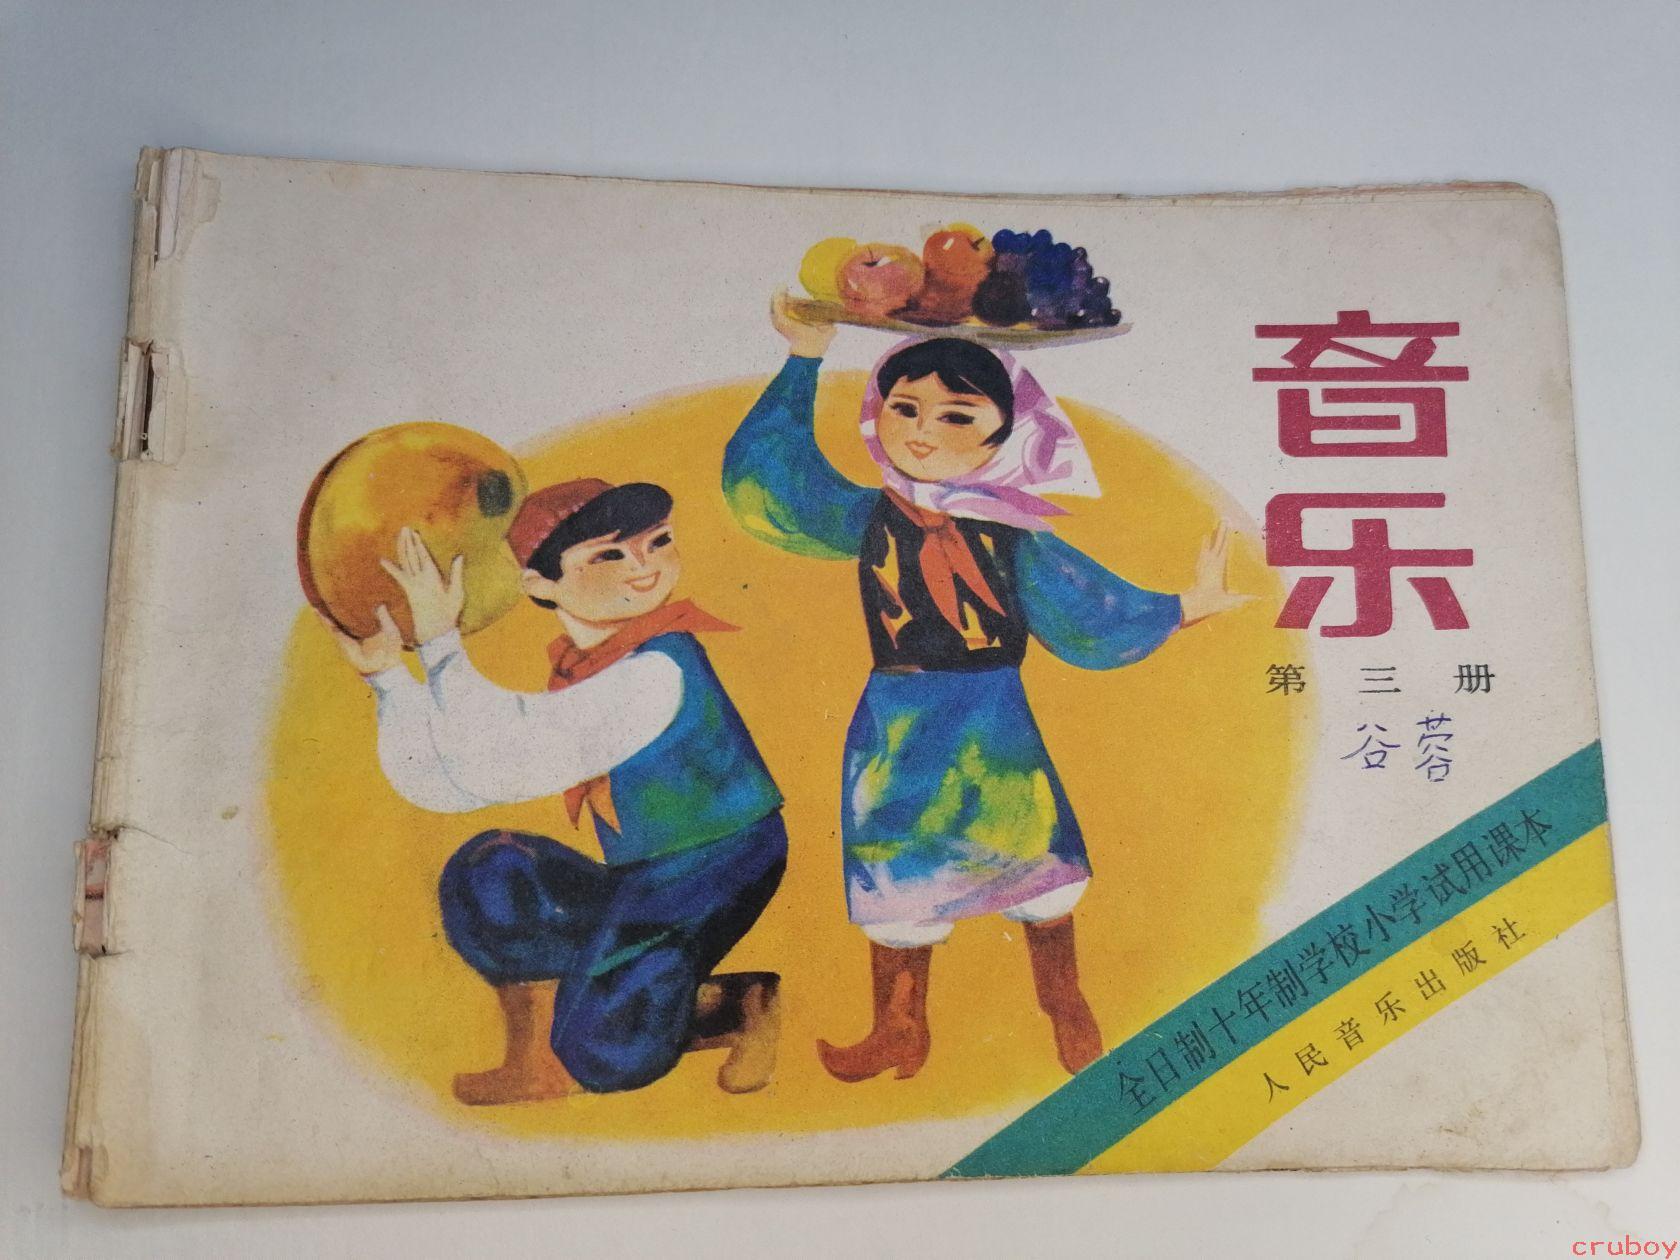 音乐
第三册
谷蓉
全日制十年制学校小学试用课本
人民音乐出版社
cruboy